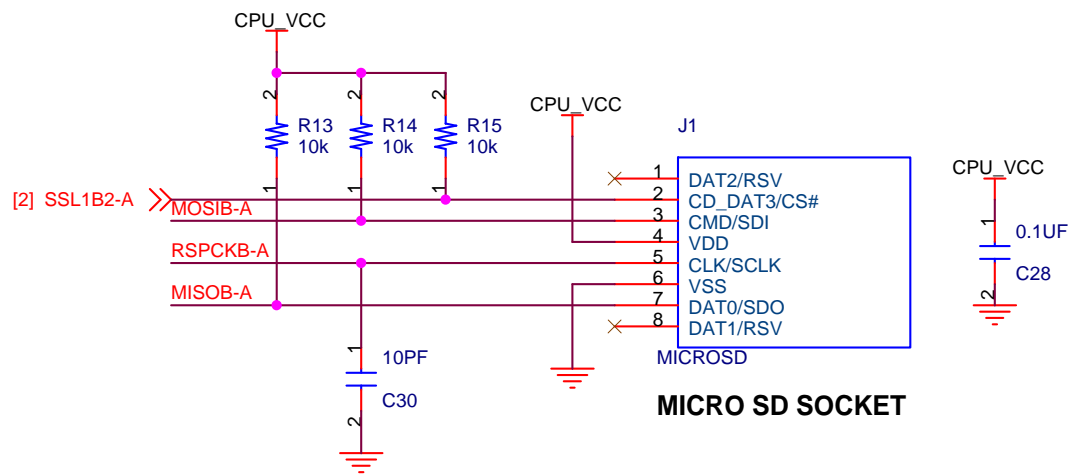 CPU_VCC
2 2 2
R13 R14 R15
10k 10k 10k
1 1 1
CPU_VCC
J1
CPU_VCC
[2] SSL1B2-A
MOSIB-A
RSPCKB-A
MISOB-A
1 DAT2/RSV
2 CD_DAT3/CS#
3 CMD/SDI
4 VDD
5 CLK/SCLK
6 VSS
7 DAT0/SDO
8 DAT1/RSV
MICROSD
MICRO SD SOCKET
1
0.1UF
C28
2
1
10PF
C30
2